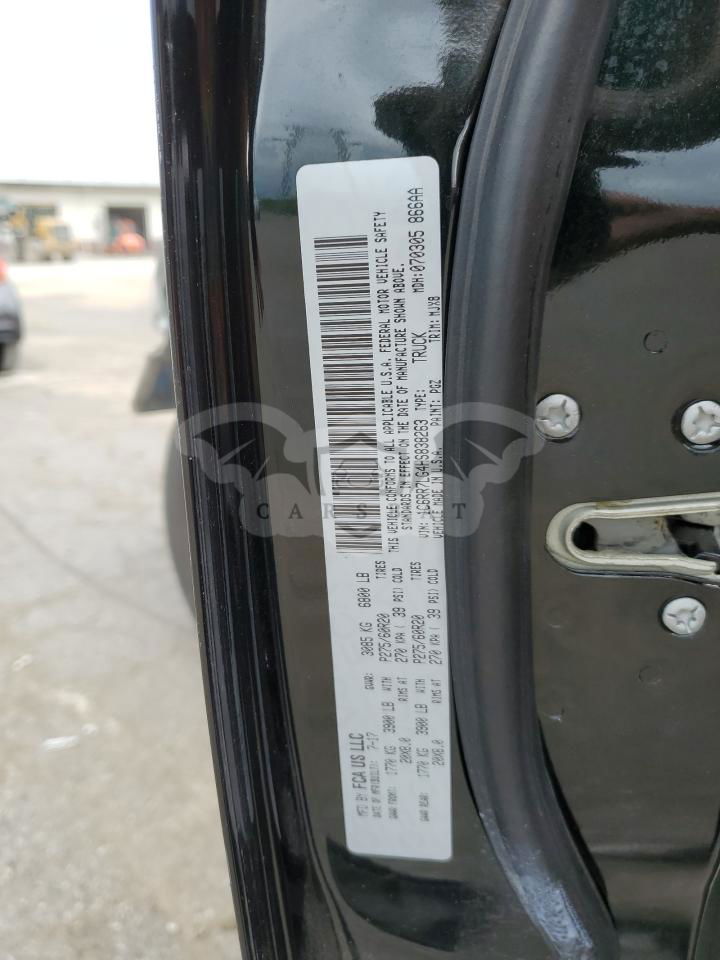 MFD BY: FCA US LLC
DATE OF MFR: 7-17 GVWR: 3085 KG 6800 LB
GAWR FRONT: 1770 KG 3900 LB WITH P275/60R20 TIRES
20X8.0 RIMS AT 270 KPA ( 39 PSI) COLD
GAWR REAR: 1770 KG 3900 LB WITH P275/60R20 TIRES
20X8.0 RIMS AT 270 KPA ( 39 PSI) COLD
THIS VEHICLE CONFORMS TO ALL APPLICABLE U.S.A. FEDERAL MOTOR VEHICLE SAFETY
STANDARDS IN EFFECT ON THE DATE OF MANUFACTURE SHOWN ABOVE.
VIN: 1C6RR7LG4HS838263 TYPE: TRUCK MDH:070305 866AA
VEHICLE MADE IN U.S.A. PAINT: PGZ TRIM: MJX8